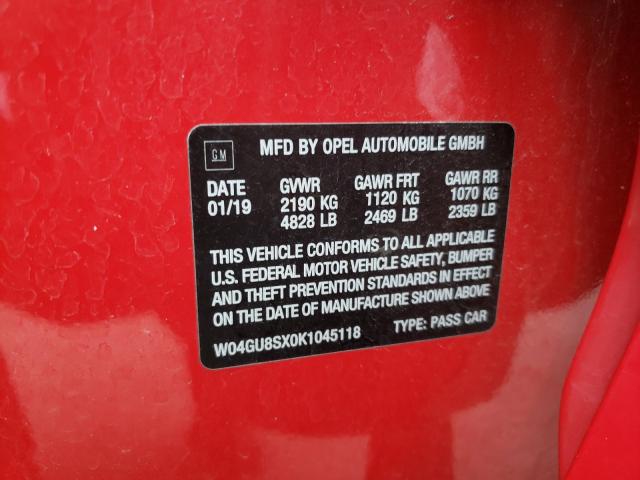 GM
MFD BY OPEL AUTOMOBILE GMBH
DATE GVWR GAWR FRT GAWR RR
01/19 2190 KG 1120 KG 1070 KG
4828 LB 2469 LB 2359 LB
THIS VEHICLE CONFORMS TO ALL APPLICABLE
U.S. FEDERAL MOTOR VEHICLE SAFETY, BUMPER
AND THEFT PREVENTION STANDARDS IN EFFECT
ON THE DATE OF MANUFACTURE SHOWN ABOVE
W04GU8SX0K1045118 TYPE: PASS CAR